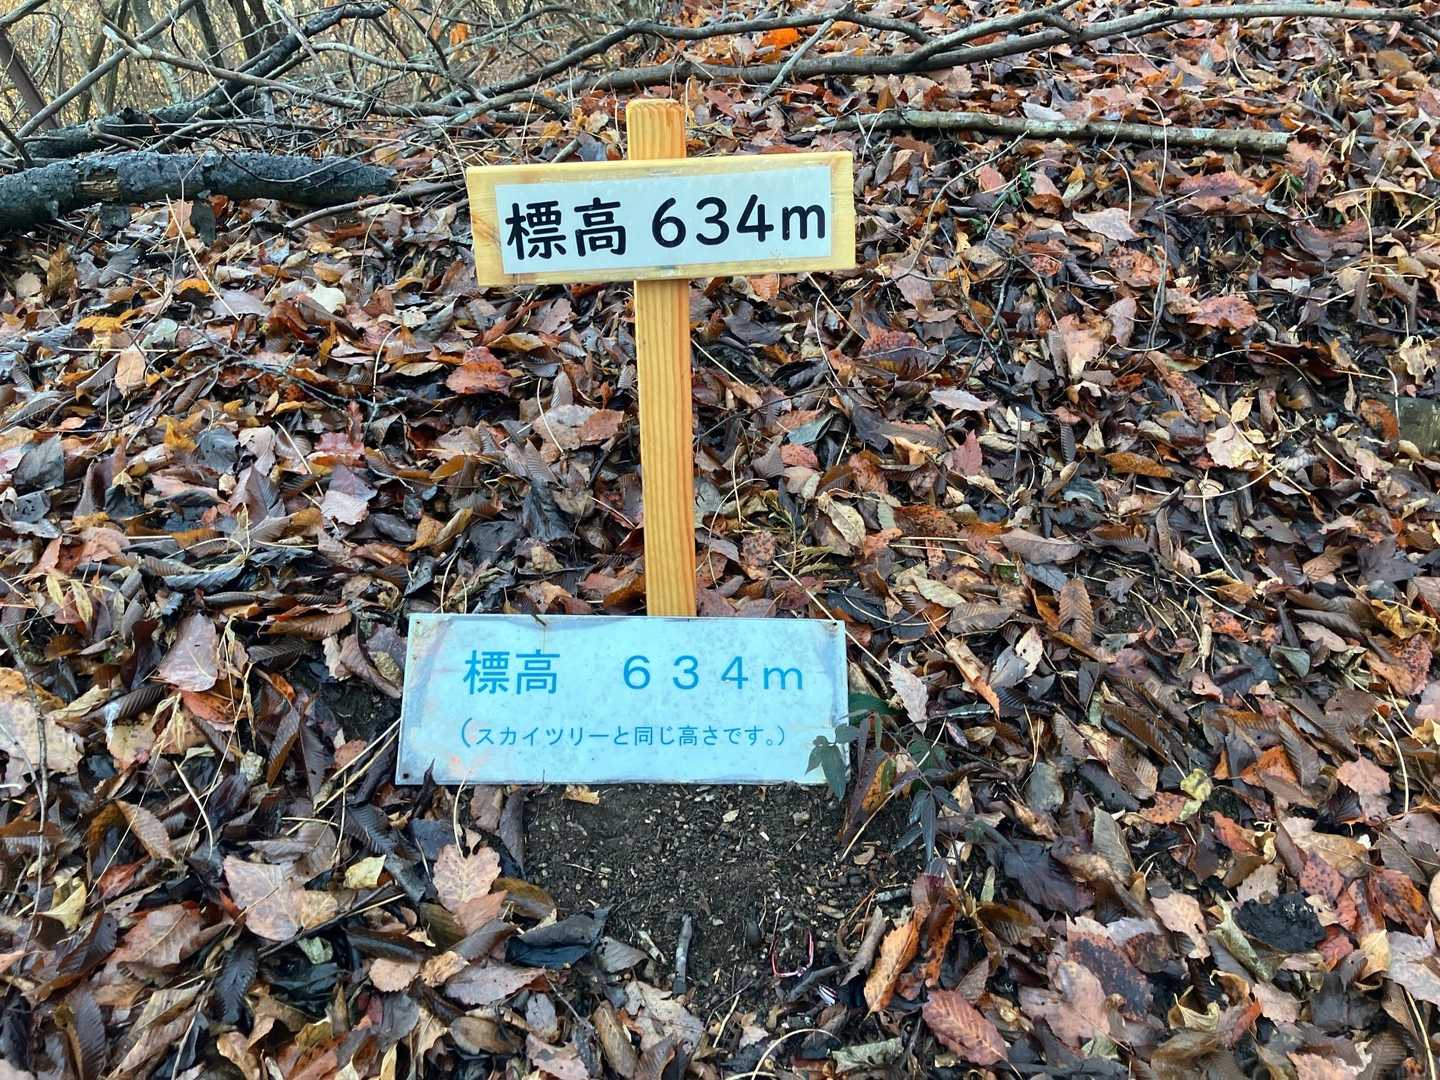 標高 634m
標高　６３４ｍ
（スカイツリーと同じ高さです。）